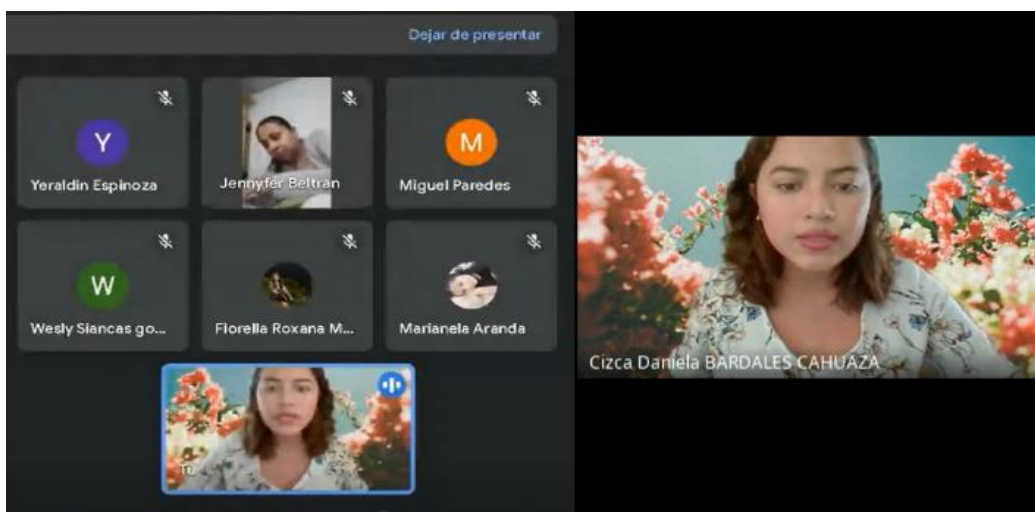 Dejar de presentar
Y
Yeraldin Espinoza
Jennyfer Beltran
M
Miguel Paredes
W
Wesly Siancas go...
Fiorella Roxana M...
Marianela Aranda
Tú
Cizca Daniela BARDALES CAHUAZA